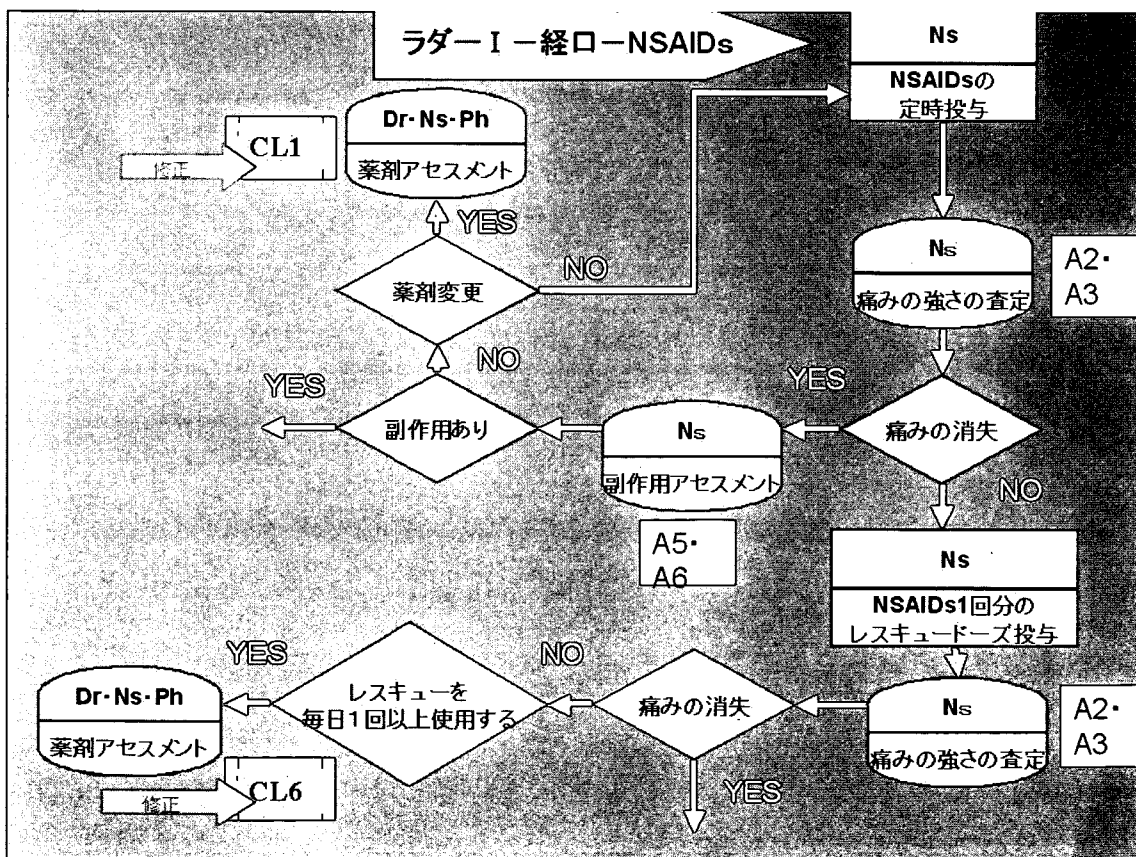 ラダーⅠ－経口－NSAIDs
Ns
NSAIDsの
定時投与
Dr・Ns・Ph
薬剤アセスメント
CL1
修正
YES
薬剤変更
NO
Ns
痛みの強さの査定
A2・
A3
NO
YES
副作用あり
Ns
副作用アセスメント
A5・
A6
YES
痛みの消失
NO
Ns
NSAIDs1回分の
レスキュードーズ投与
Ns
痛みの強さの査定
A2・
A3
痛みの消失
YES
NO
レスキューを
毎日1回以上使用する
YES
Dr・Ns・Ph
薬剤アセスメント
CL6
修正